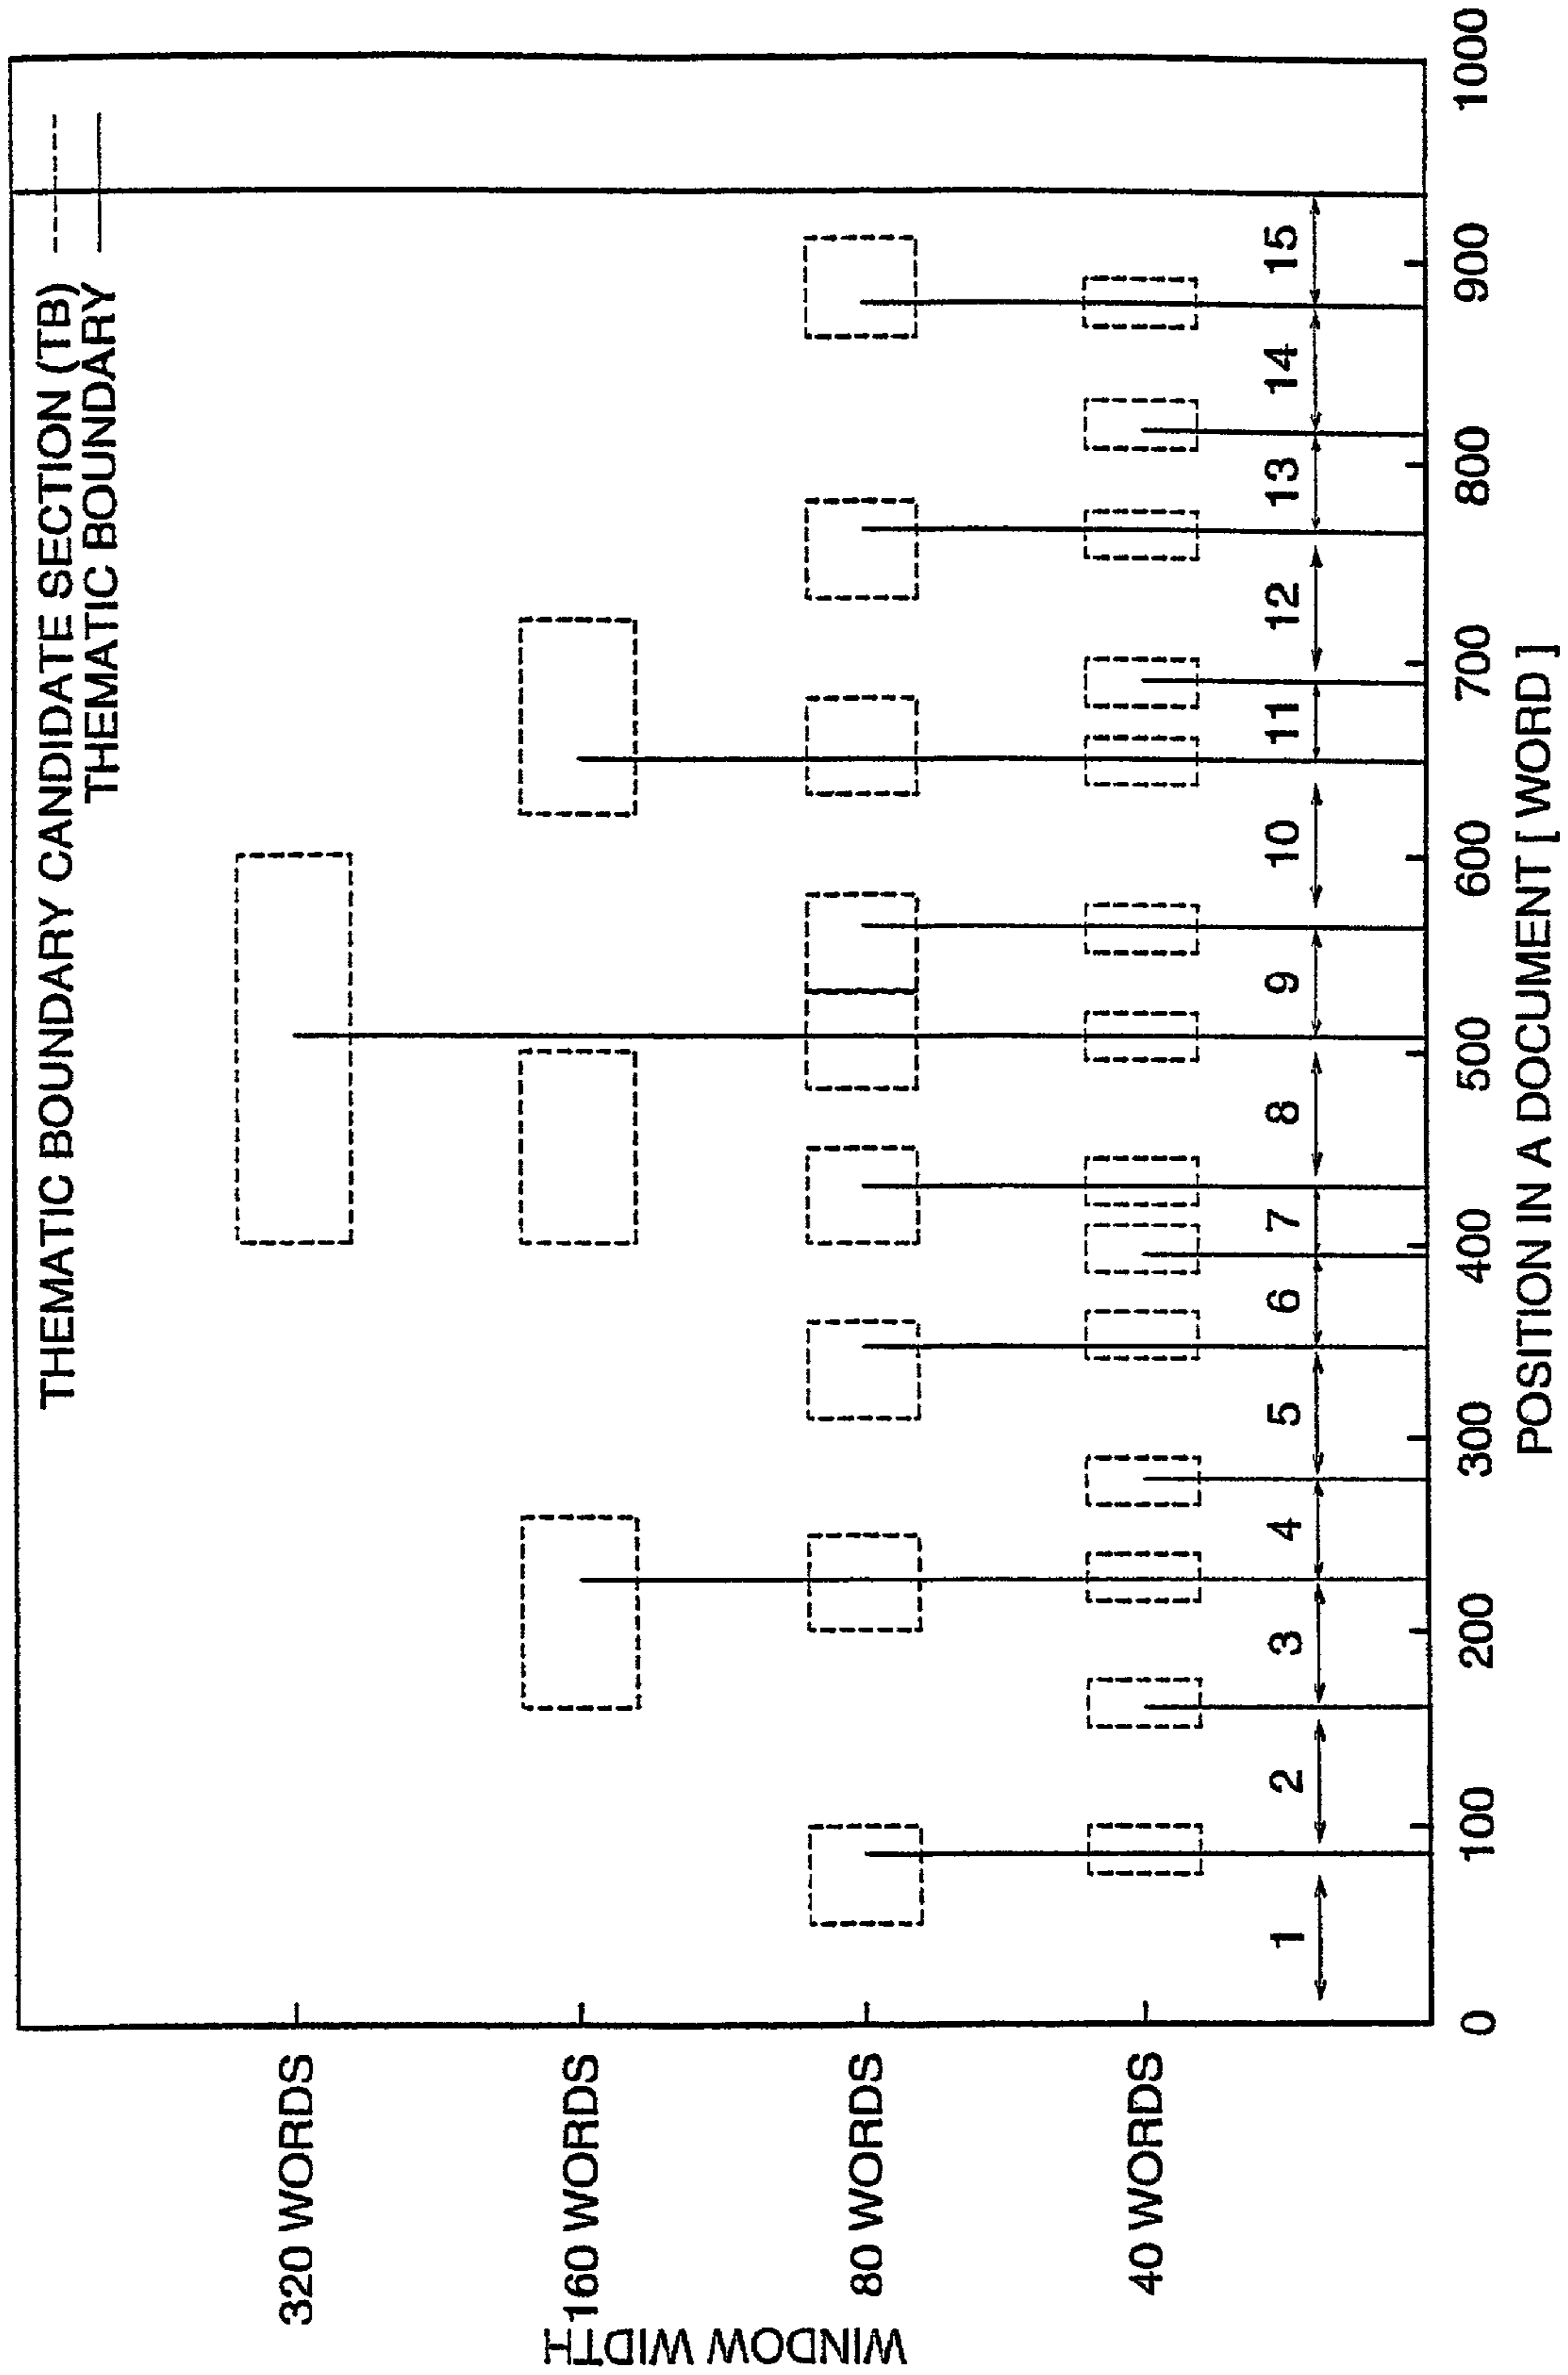 THEMATIC BOUNDARY CANDIDATE SECTION (TB)
THEMATIC BOUNDARY
WINDOW WIDTH
320 WORDS
160 WORDS
80 WORDS
40 WORDS
1 2 3 4 5 6 7 8 9 10 11 12 13 14 15
0 100 200 300 400 500 600 700 800 900 1000
POSITION IN A DOCUMENT [ WORD ]